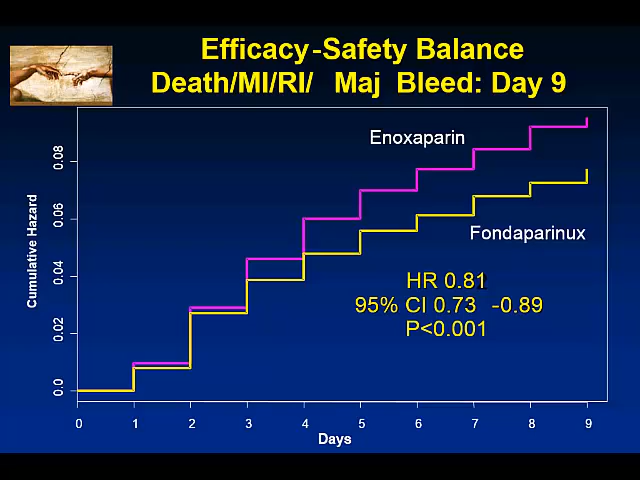 Efficacy-Safety Balance
Death/MI/RI/ Maj Bleed: Day 9
Enoxaparin
Fondaparinux
HR 0.81
95% CI 0.73 -0.89
P<0.001
Cumulative Hazard
0.08
0.06
0.04
0.02
0.0
0 1 2 3 4 5 6 7 8 9
Days